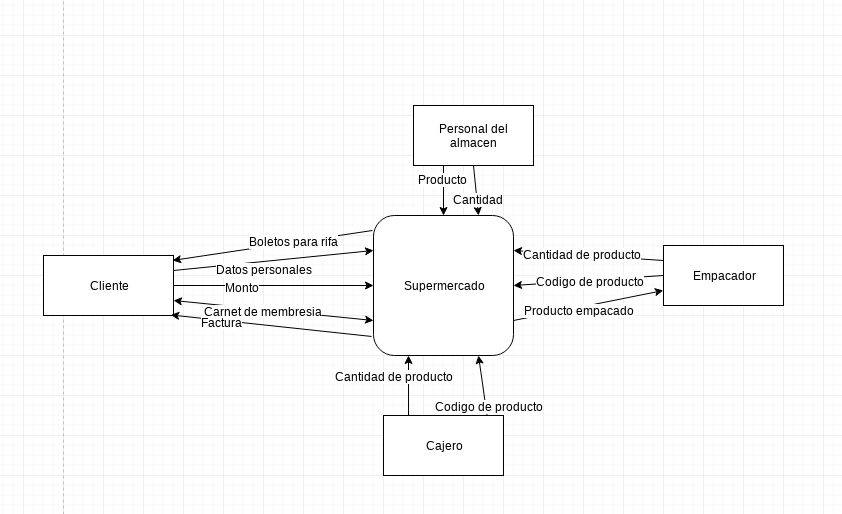 Personal del
almacen
Producto
Cantidad
Boletos para rifa
Datos personales
Cliente
Monto
Carnet de membresia
Factura
Supermercado
Cantidad de producto
Codigo de producto
Producto empacado
Empacador
Cantidad de producto
Codigo de producto
Cajero